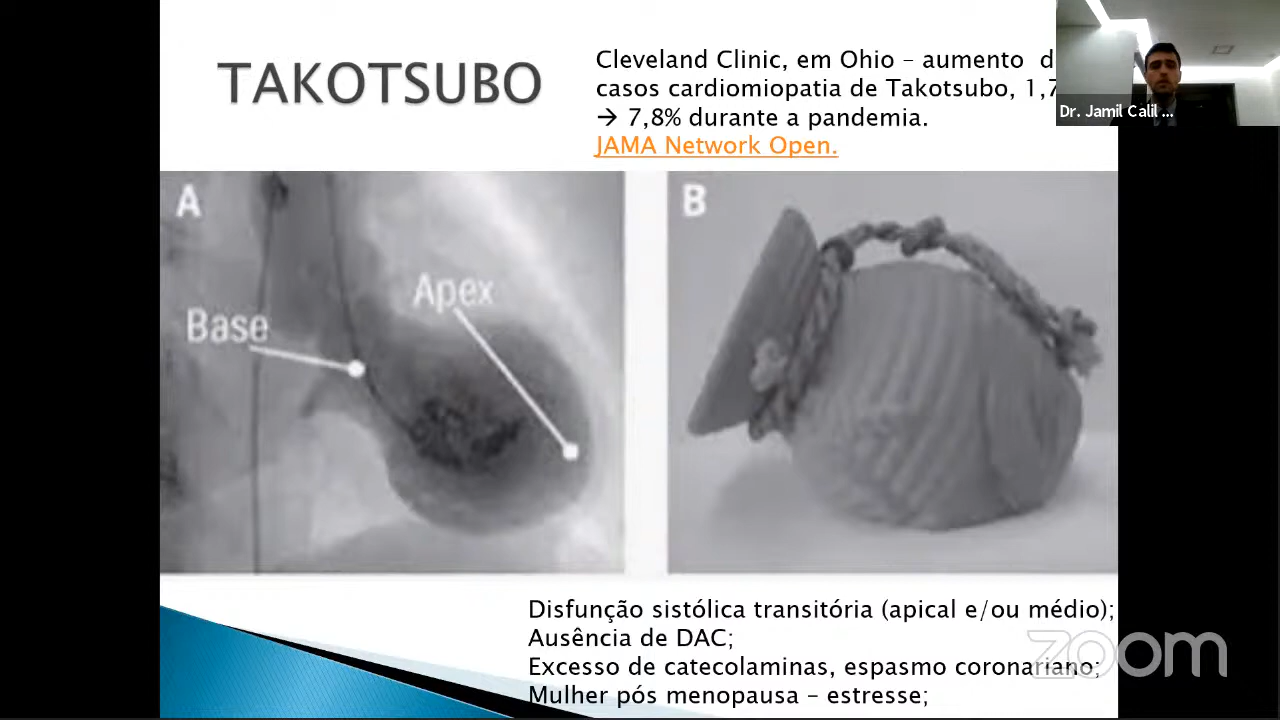 TAKOTSUBO
Cleveland Clinic, em Ohio – aumento d
casos cardiomiopatia de Takotsubo, 1,7
→ 7,8% durante a pandemia.
JAMA Network Open.
Dr. Jamil Calil ...
A
Base
Apex
B
Disfunção sistólica transitória (apical e/ou médio);
Ausência de DAC;
Excesso de catecolaminas, espasmo coronariano;
Mulher pós menopausa – estresse;
zoom